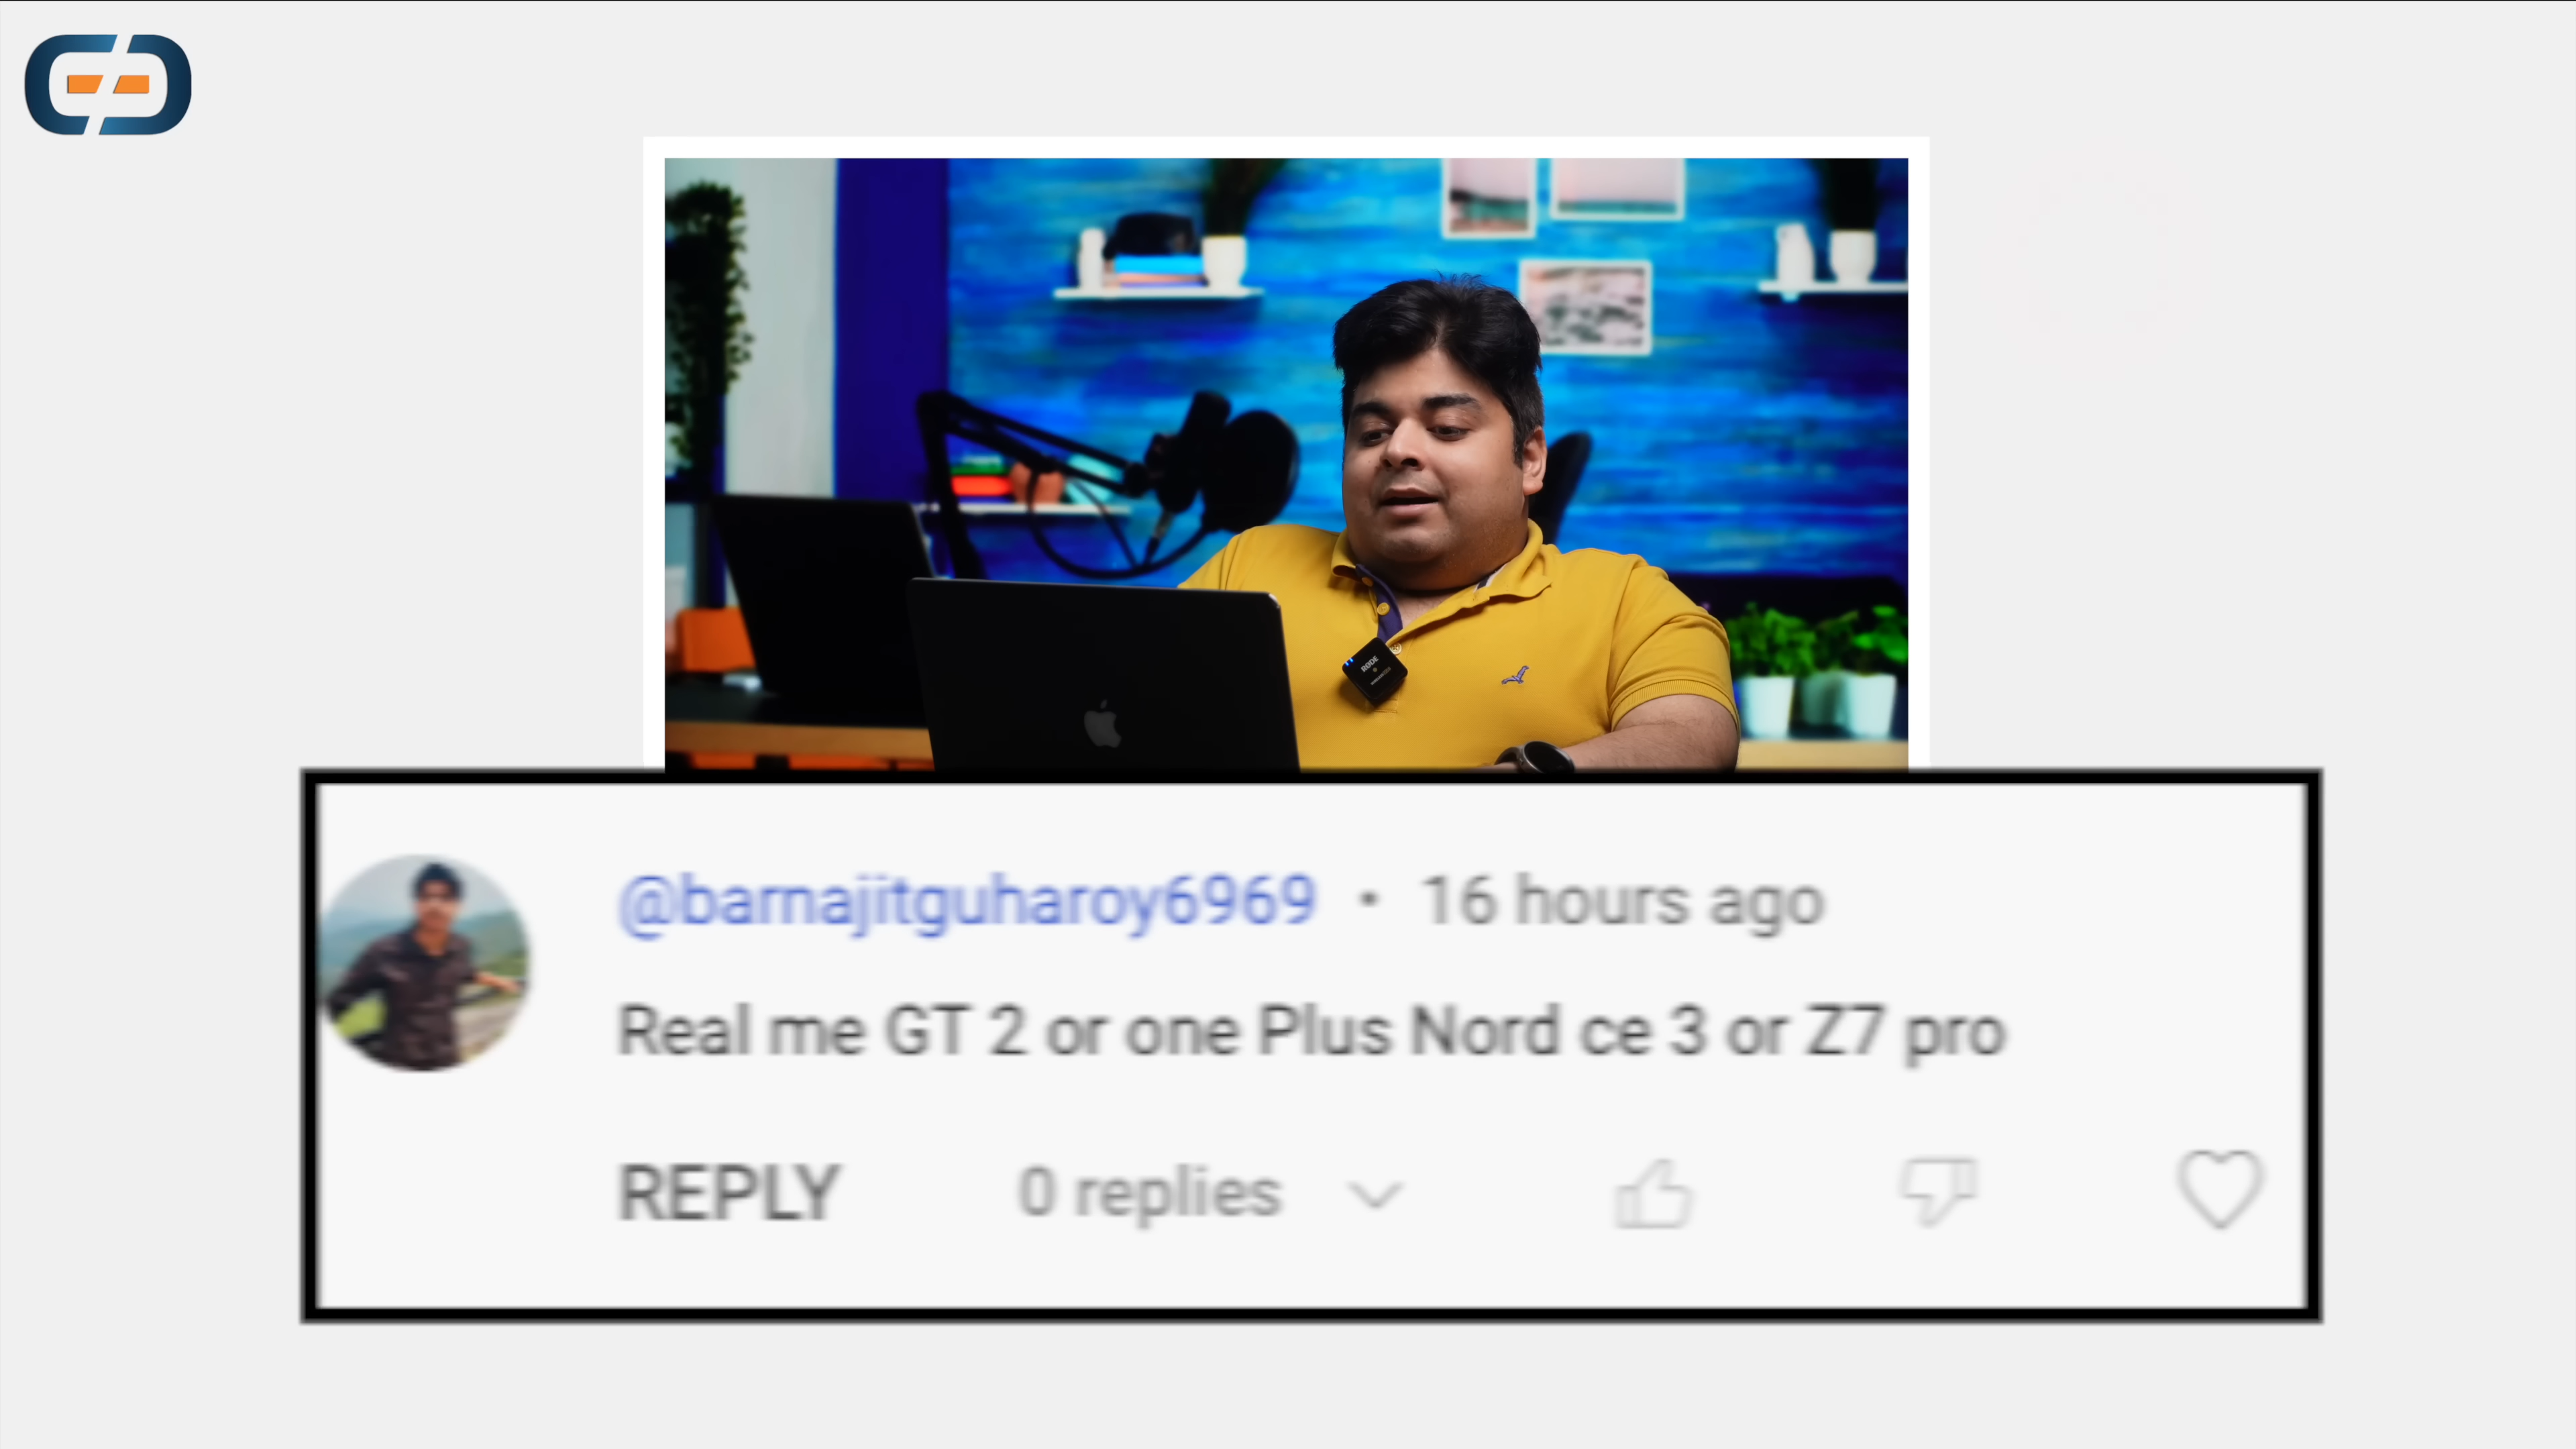 RØDE
@barnajitguharoy6969 • 16 hours ago
Real me GT 2 or one Plus Nord ce 3 or Z7 pro
REPLY 0 replies